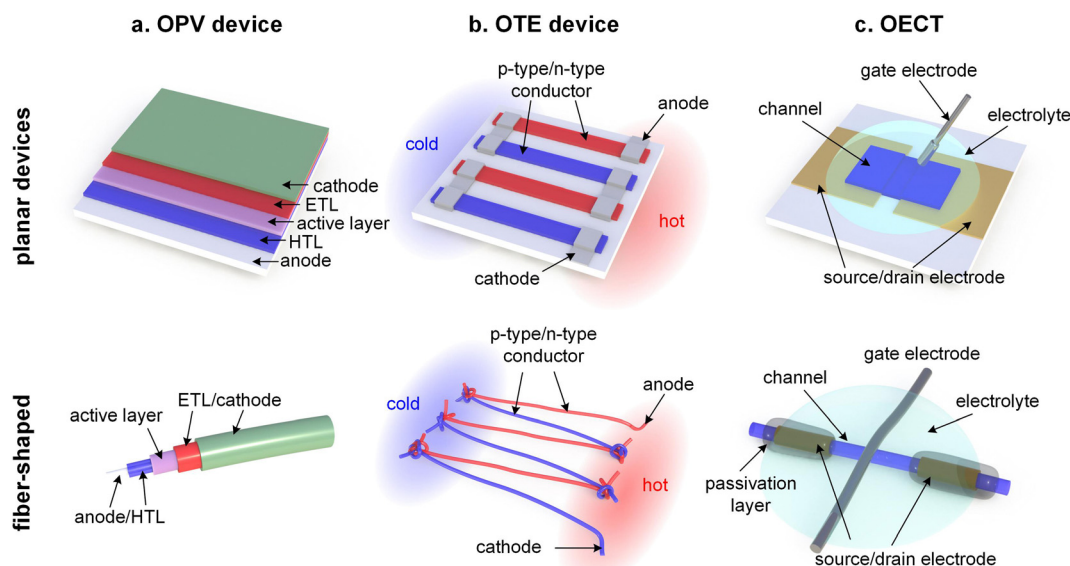 a. OPV device
b. OTE device
c. OECT
planar devices
cathode
ETL
active layer
HTL
anode
p-type/n-type
conductor
anode
cold
hot
cathode
gate electrode
channel
electrolyte
source/drain electrode
fiber-shaped
active layer
ETL/cathode
anode/HTL
p-type/n-type
conductor
anode
cold
hot
cathode
gate electrode
channel
electrolyte
passivation
layer
source/drain electrode